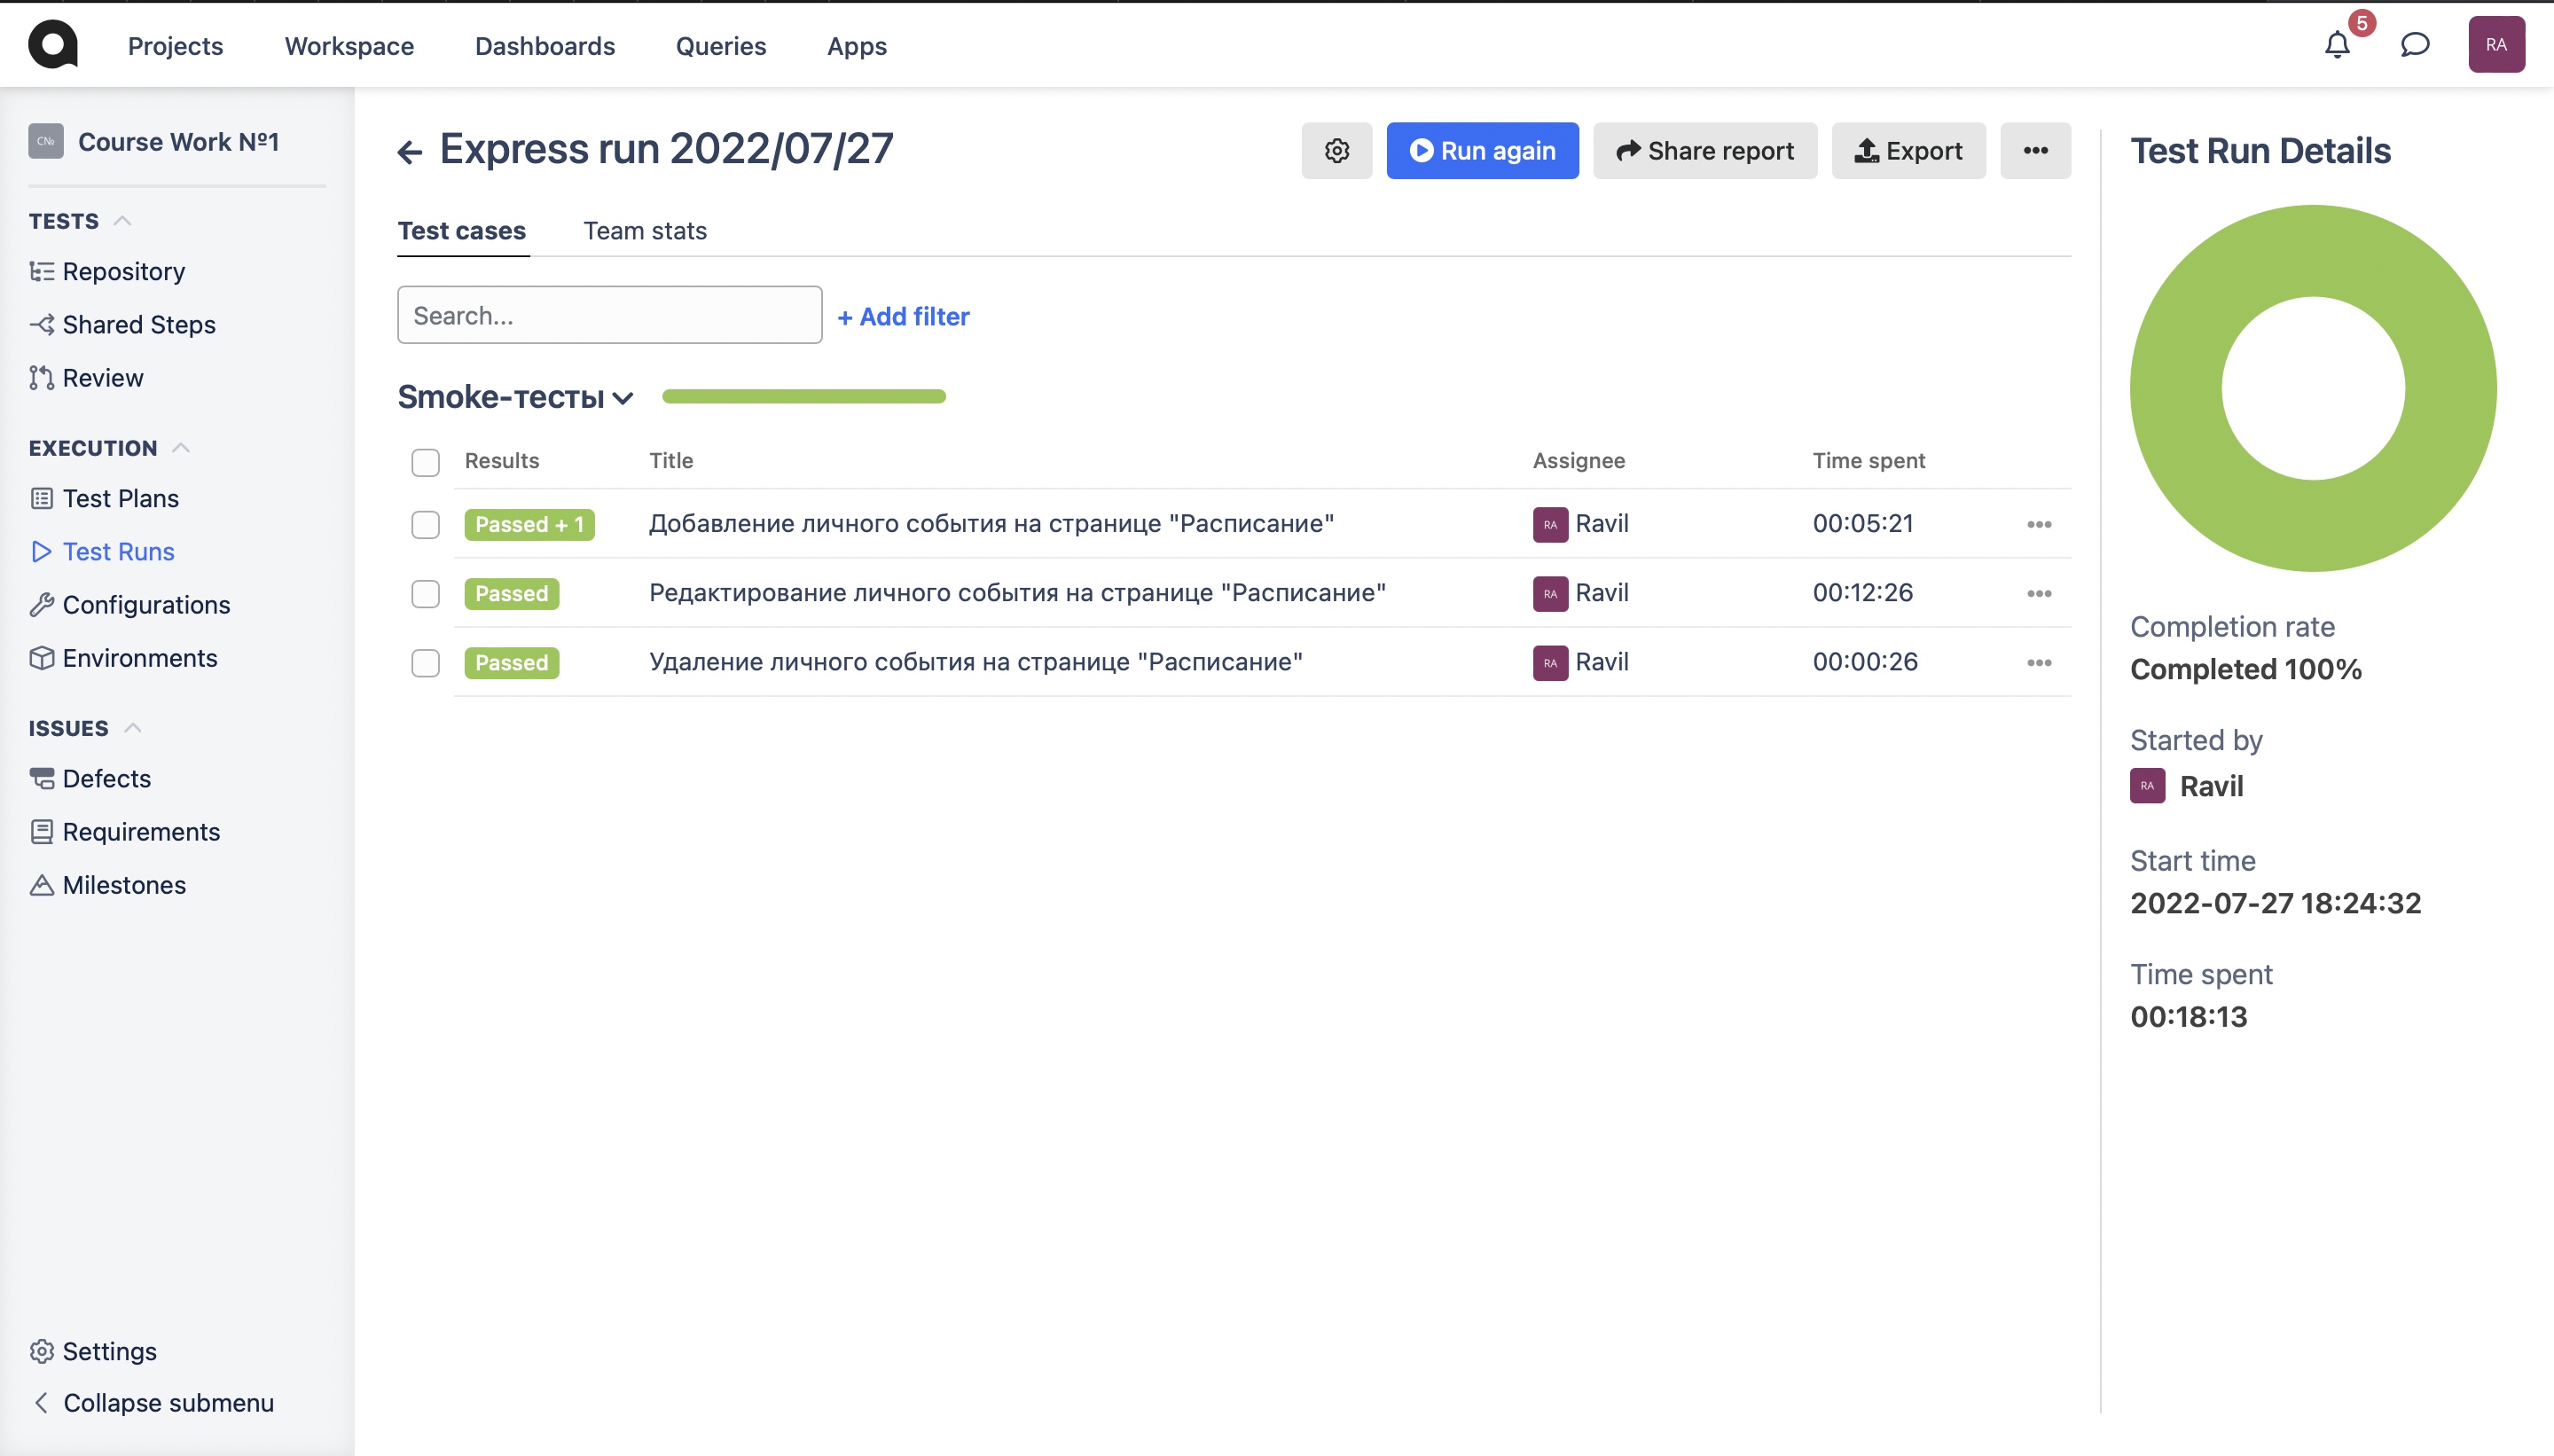 Projects Workspace Dashboards Queries Apps 5 RA
CN№ Course Work №1
TESTS
Repository
Shared Steps
Review
EXECUTION
Test Plans
Test Runs
Configurations
Environments
ISSUES
Defects
Requirements
Milestones
Settings
Collapse submenu
Express run 2022/07/27
Run again Share report Export
Test cases Team stats
Search... + Add filter
Smoke-тесты
Results Title Assignee Time spent
Passed + 1 Добавление личного события на странице "Расписание" RA Ravil 00:05:21
Passed Редактирование личного события на странице "Расписание" RA Ravil 00:12:26
Passed Удаление личного события на странице "Расписание" RA Ravil 00:00:26
Test Run Details
Completion rate
Completed 100%
Started by
RA Ravil
Start time
2022-07-27 18:24:32
Time spent
00:18:13